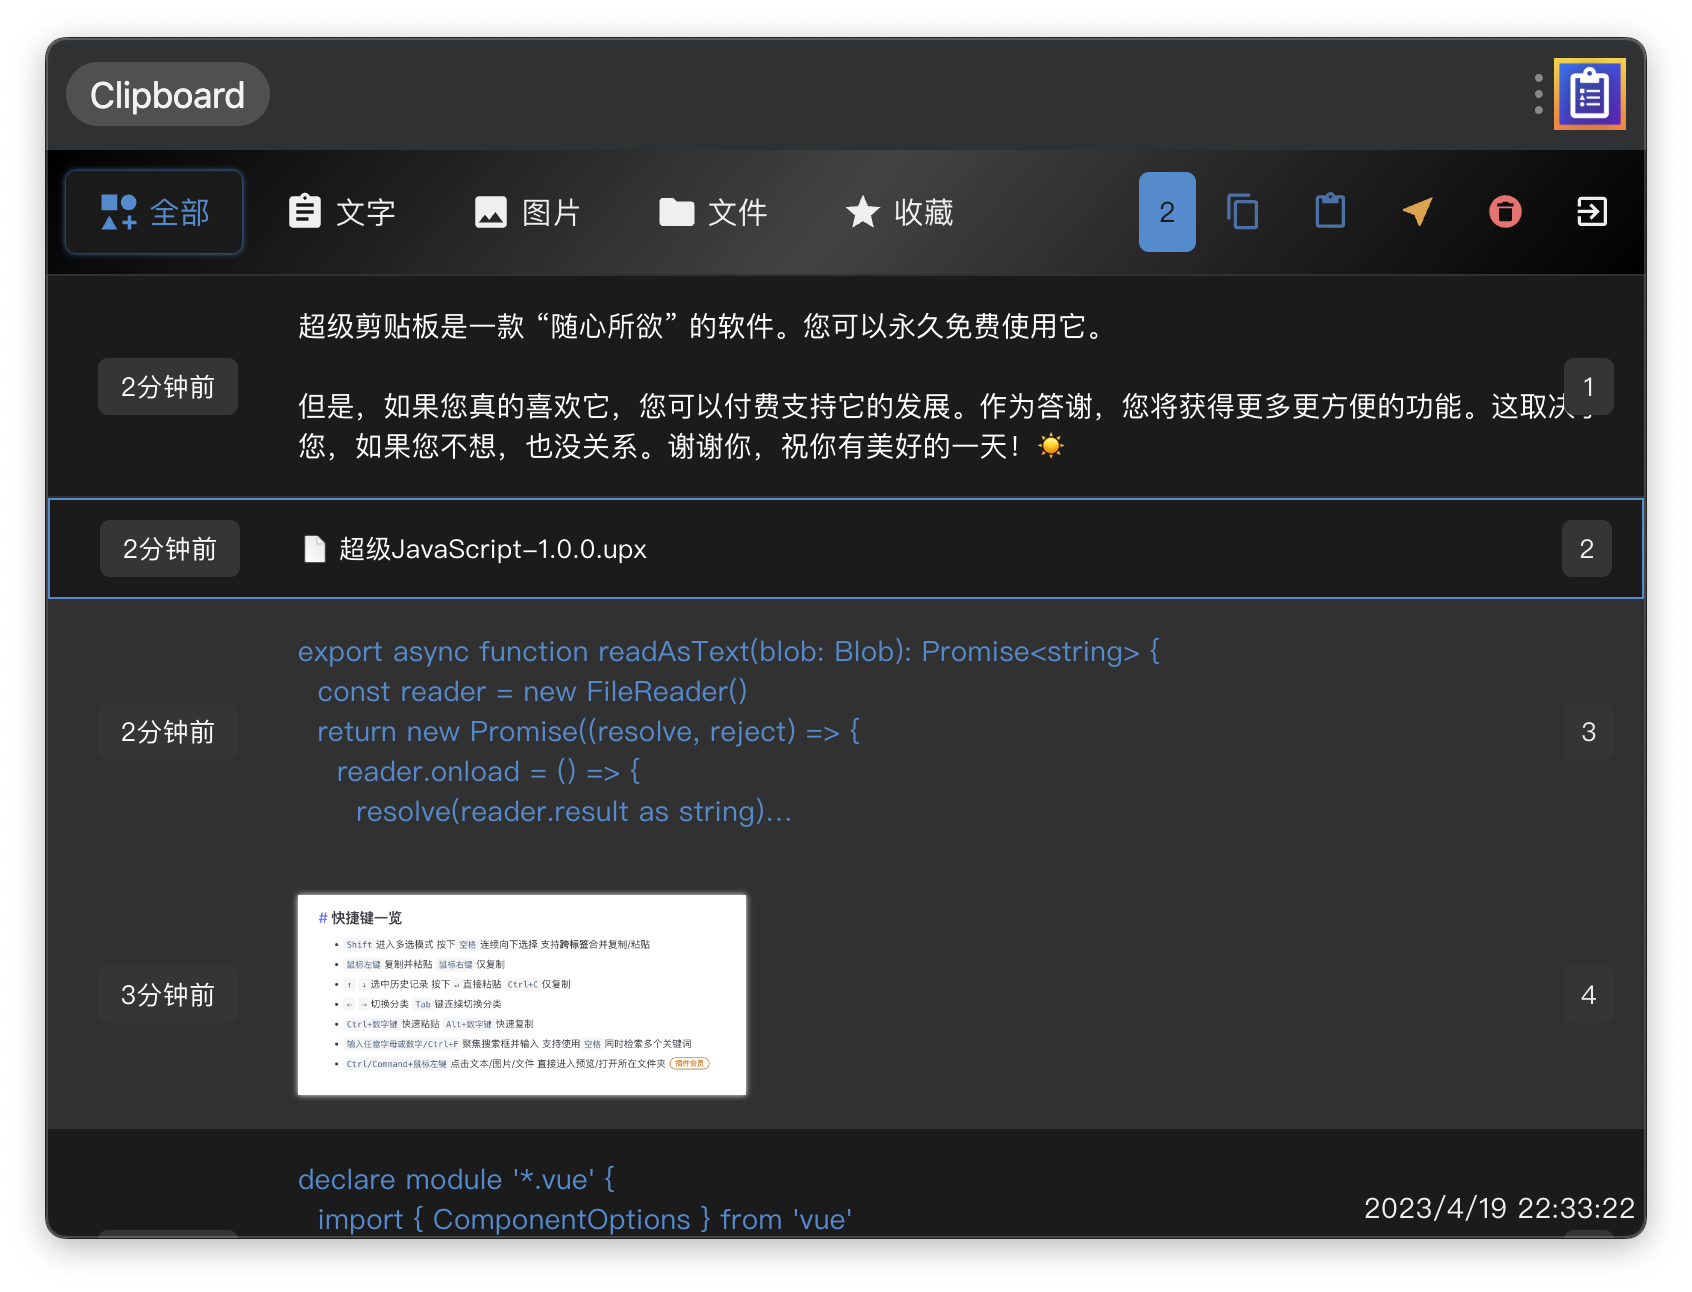 Clipboard
全部 文字 图片 文件 收藏 2
超级剪贴板是一款 “随心所欲” 的软件。您可以永久免费使用它。
2分钟前
1
但是，如果您真的喜欢它，您可以付费支持它的发展。作为答谢，您将获得更多更方便的功能。这取决于
您，如果您不想，也没关系。谢谢你，祝你有美好的一天！☀️
2分钟前 超级JavaScript-1.0.0.upx 2
export async function readAsText(blob: Blob): Promise<string> {
const reader = new FileReader()
2分钟前 return new Promise((resolve, reject) => { 3
reader.onload = () => {
resolve(reader.result as string)...
# 快捷键一览
• Shift 进入多选模式 按下 空格 连续向下选择 支持跨标签合并复制/粘贴
• 鼠标左键 复制并粘贴 鼠标右键 仅复制
• ↑ ↓ 选中历史记录 按下 ↵ 直接粘贴 Ctrl+C 仅复制
3分钟前
4
• ← → 切换分类 Tab 键连续切换分类
• Ctrl+数字键 快速粘贴 Alt+数字键 快速复制
• 输入任意字母或数字/Ctrl+F 聚焦搜索框并输入 支持使用 空格 同时检索多个关键词
• Ctrl/Command+鼠标左键 点击文本/图片/文件 直接进入预览/打开所在文件夹 插件会员
declare module '*.vue' {
import { ComponentOptions } from 'vue'
2023/4/19 22:33:22